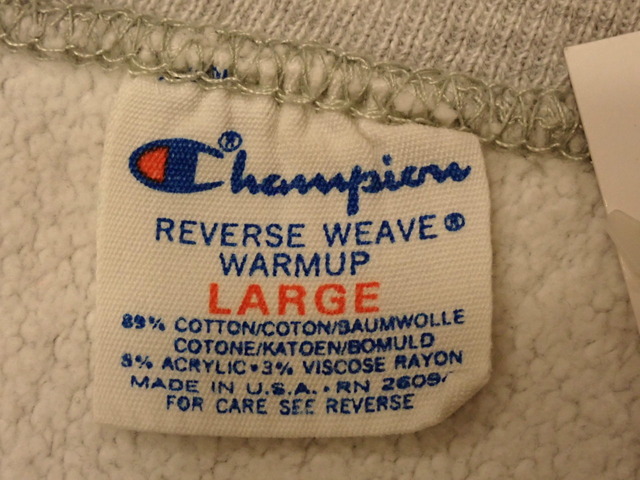 Champion®
REVERSE WEAVE®
WARMUP
LARGE
89% COTTON/COTON/BAUMWOLLE
COTONE/KATOEN/BOMULD
8% ACRYLIC • 3% VISCOSE RAYON
MADE IN U.S.A. • RN 26094
FOR CARE SEE REVERSE